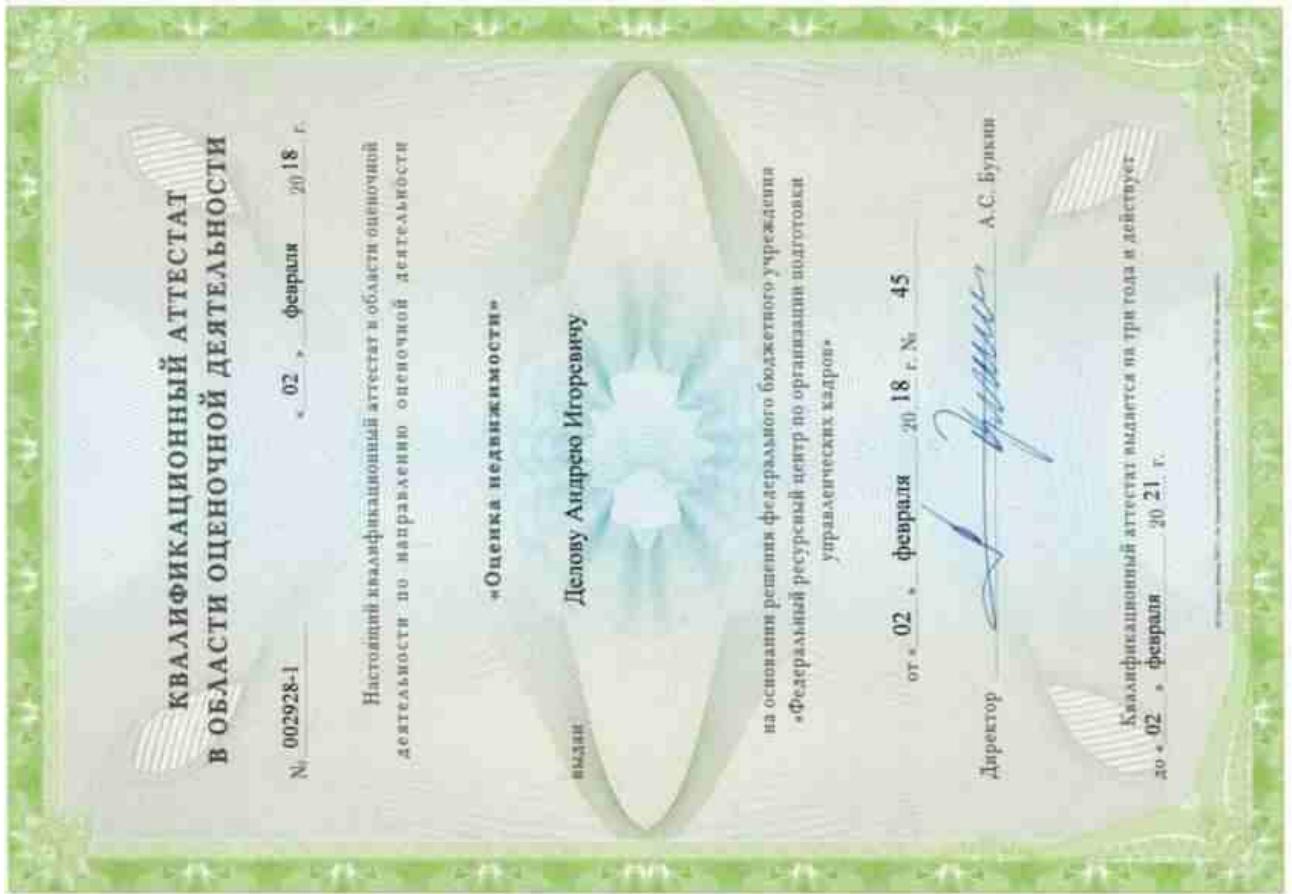 КВАЛИФИКАЦИОННЫЙ АТТЕСТАТ
В ОБЛАСТИ ОЦЕНОЧНОЙ ДЕЯТЕЛЬНОСТИ
№ 002928-1 « 02 » февраля 20 18 г.
Настоящий квалификационный аттестат в области оценочной
деятельности по направлению оценочной деятельности
«Оценка недвижимости»
выдан Делову Андрею Игоревичу
на основании решения федерального бюджетного учреждения
«Федеральный ресурсный центр по организации подготовки
управленческих кадров»
от « 02 » февраля 20 18 г. № 45
Директор А.С. Бункин
Квалификационный аттестат выдается на три года и действует
до « 02 » февраля 20 21 г.